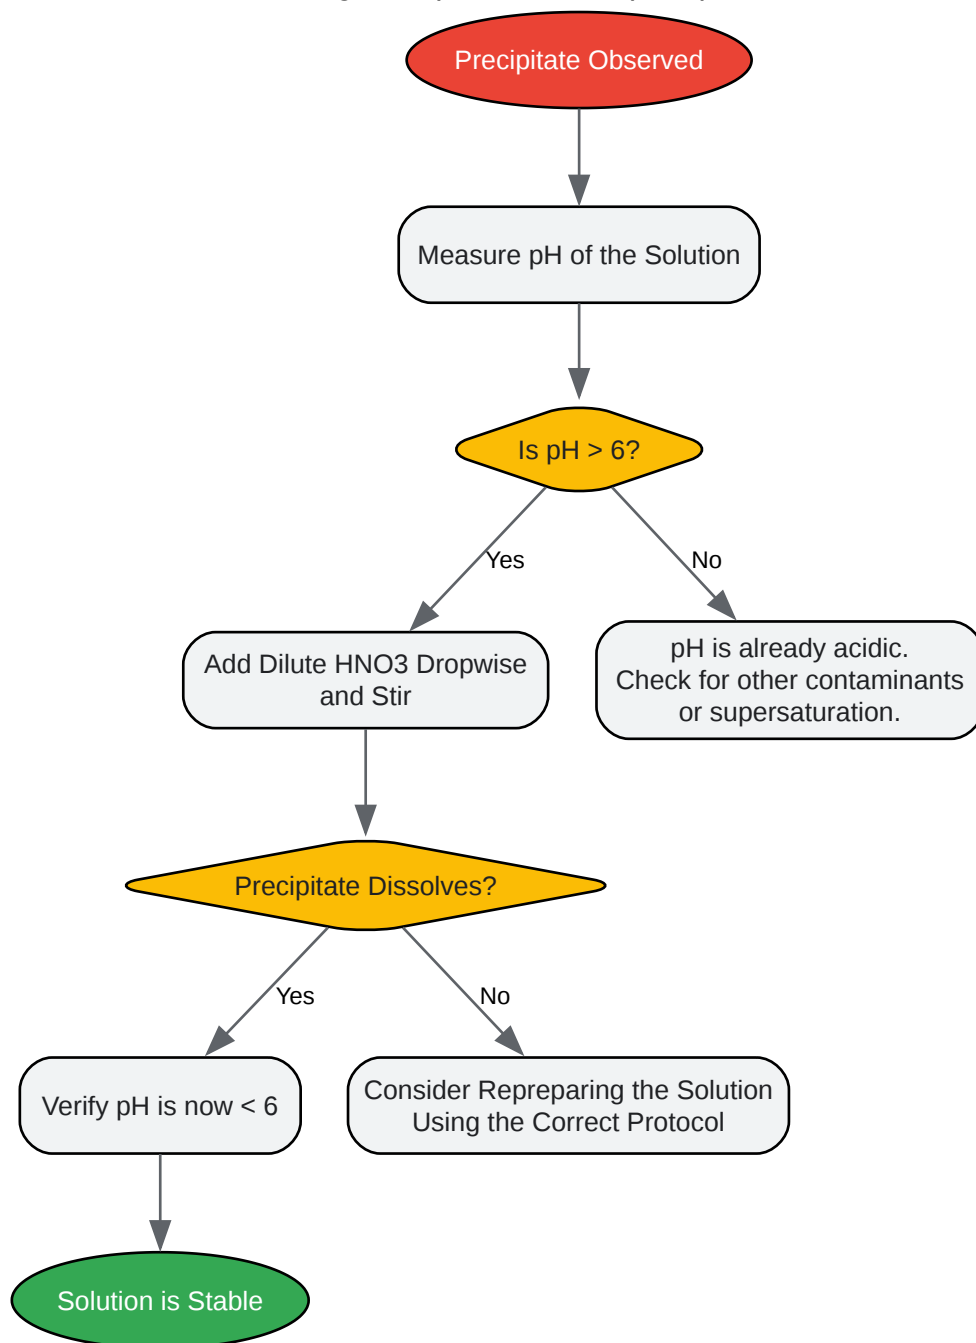 Precipitate Observed
Measure pH of the Solution
Is pH > 6?
Yes
No
Add Dilute HNO3 Dropwise
and Stir
pH is already acidic.
Check for other contaminants
or supersaturation.
Precipitate Dissolves?
Yes
No
Verify pH is now < 6
Consider Repreparing the Solution
Using the Correct Protocol
Solution is Stable